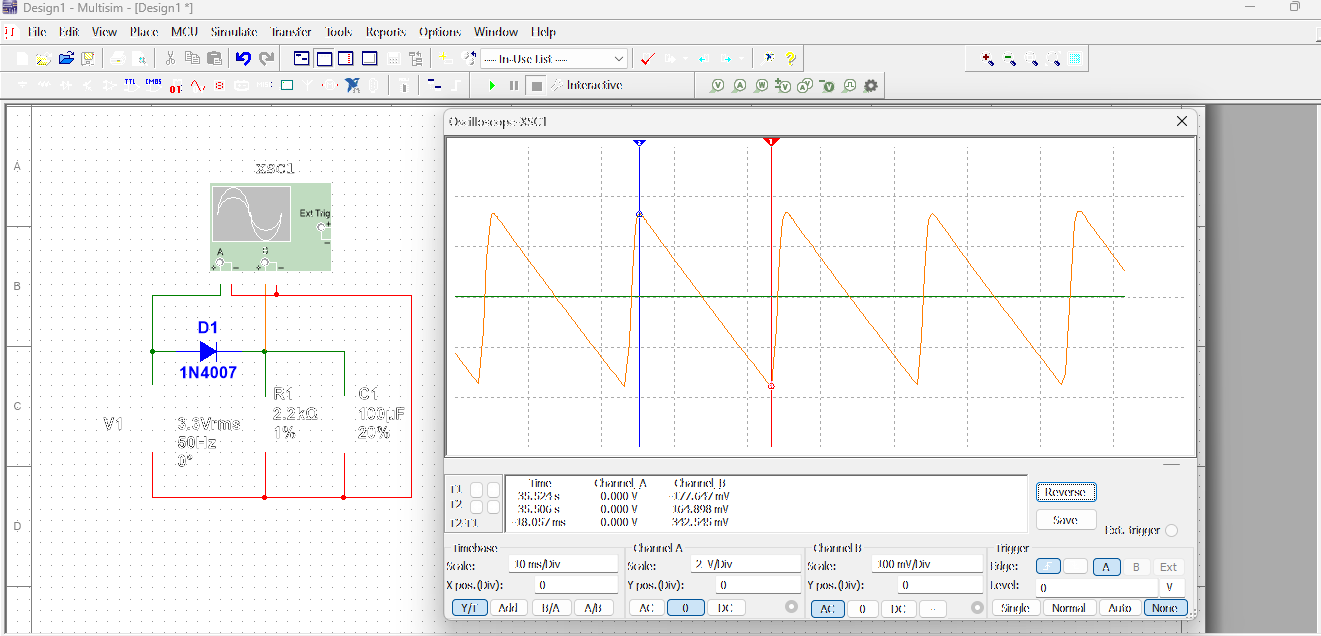 Design1 - Multisim - [Design1 *]
File Edit View Place MCU Simulate Transfer Tools Reports Options Window Help
--- In-Use List ---
Interactive
Oscilloscope-XSC1
XSC1
Ext Trig
A B
D1
1N4007
R1
2.2kΩ
1%
C1
100µF
20%
V1
3.3Vrms
50Hz
0°
A
B
C
D
Time Channel_A Channel_B
T1 35.524 s 0.000 V -177.647 mV
T2 35.506 s 0.000 V 164.898 mV
T2-T1 -18.057 ms 0.000 V 342.545 mV
Reverse
Save
Ext. Trigger
Timebase
Scale: 10 ms/Div
X pos.(Div): 0
Y/T Add B/A A/B
Channel A
Scale: 2 V/Div
Y pos.(Div): 0
AC 0 DC
Channel B
Scale: 100 mV/Div
Y pos.(Div): 0
AC 0 DC -
Trigger
Edge: A B Ext
Level: 0 V
Single Normal Auto None